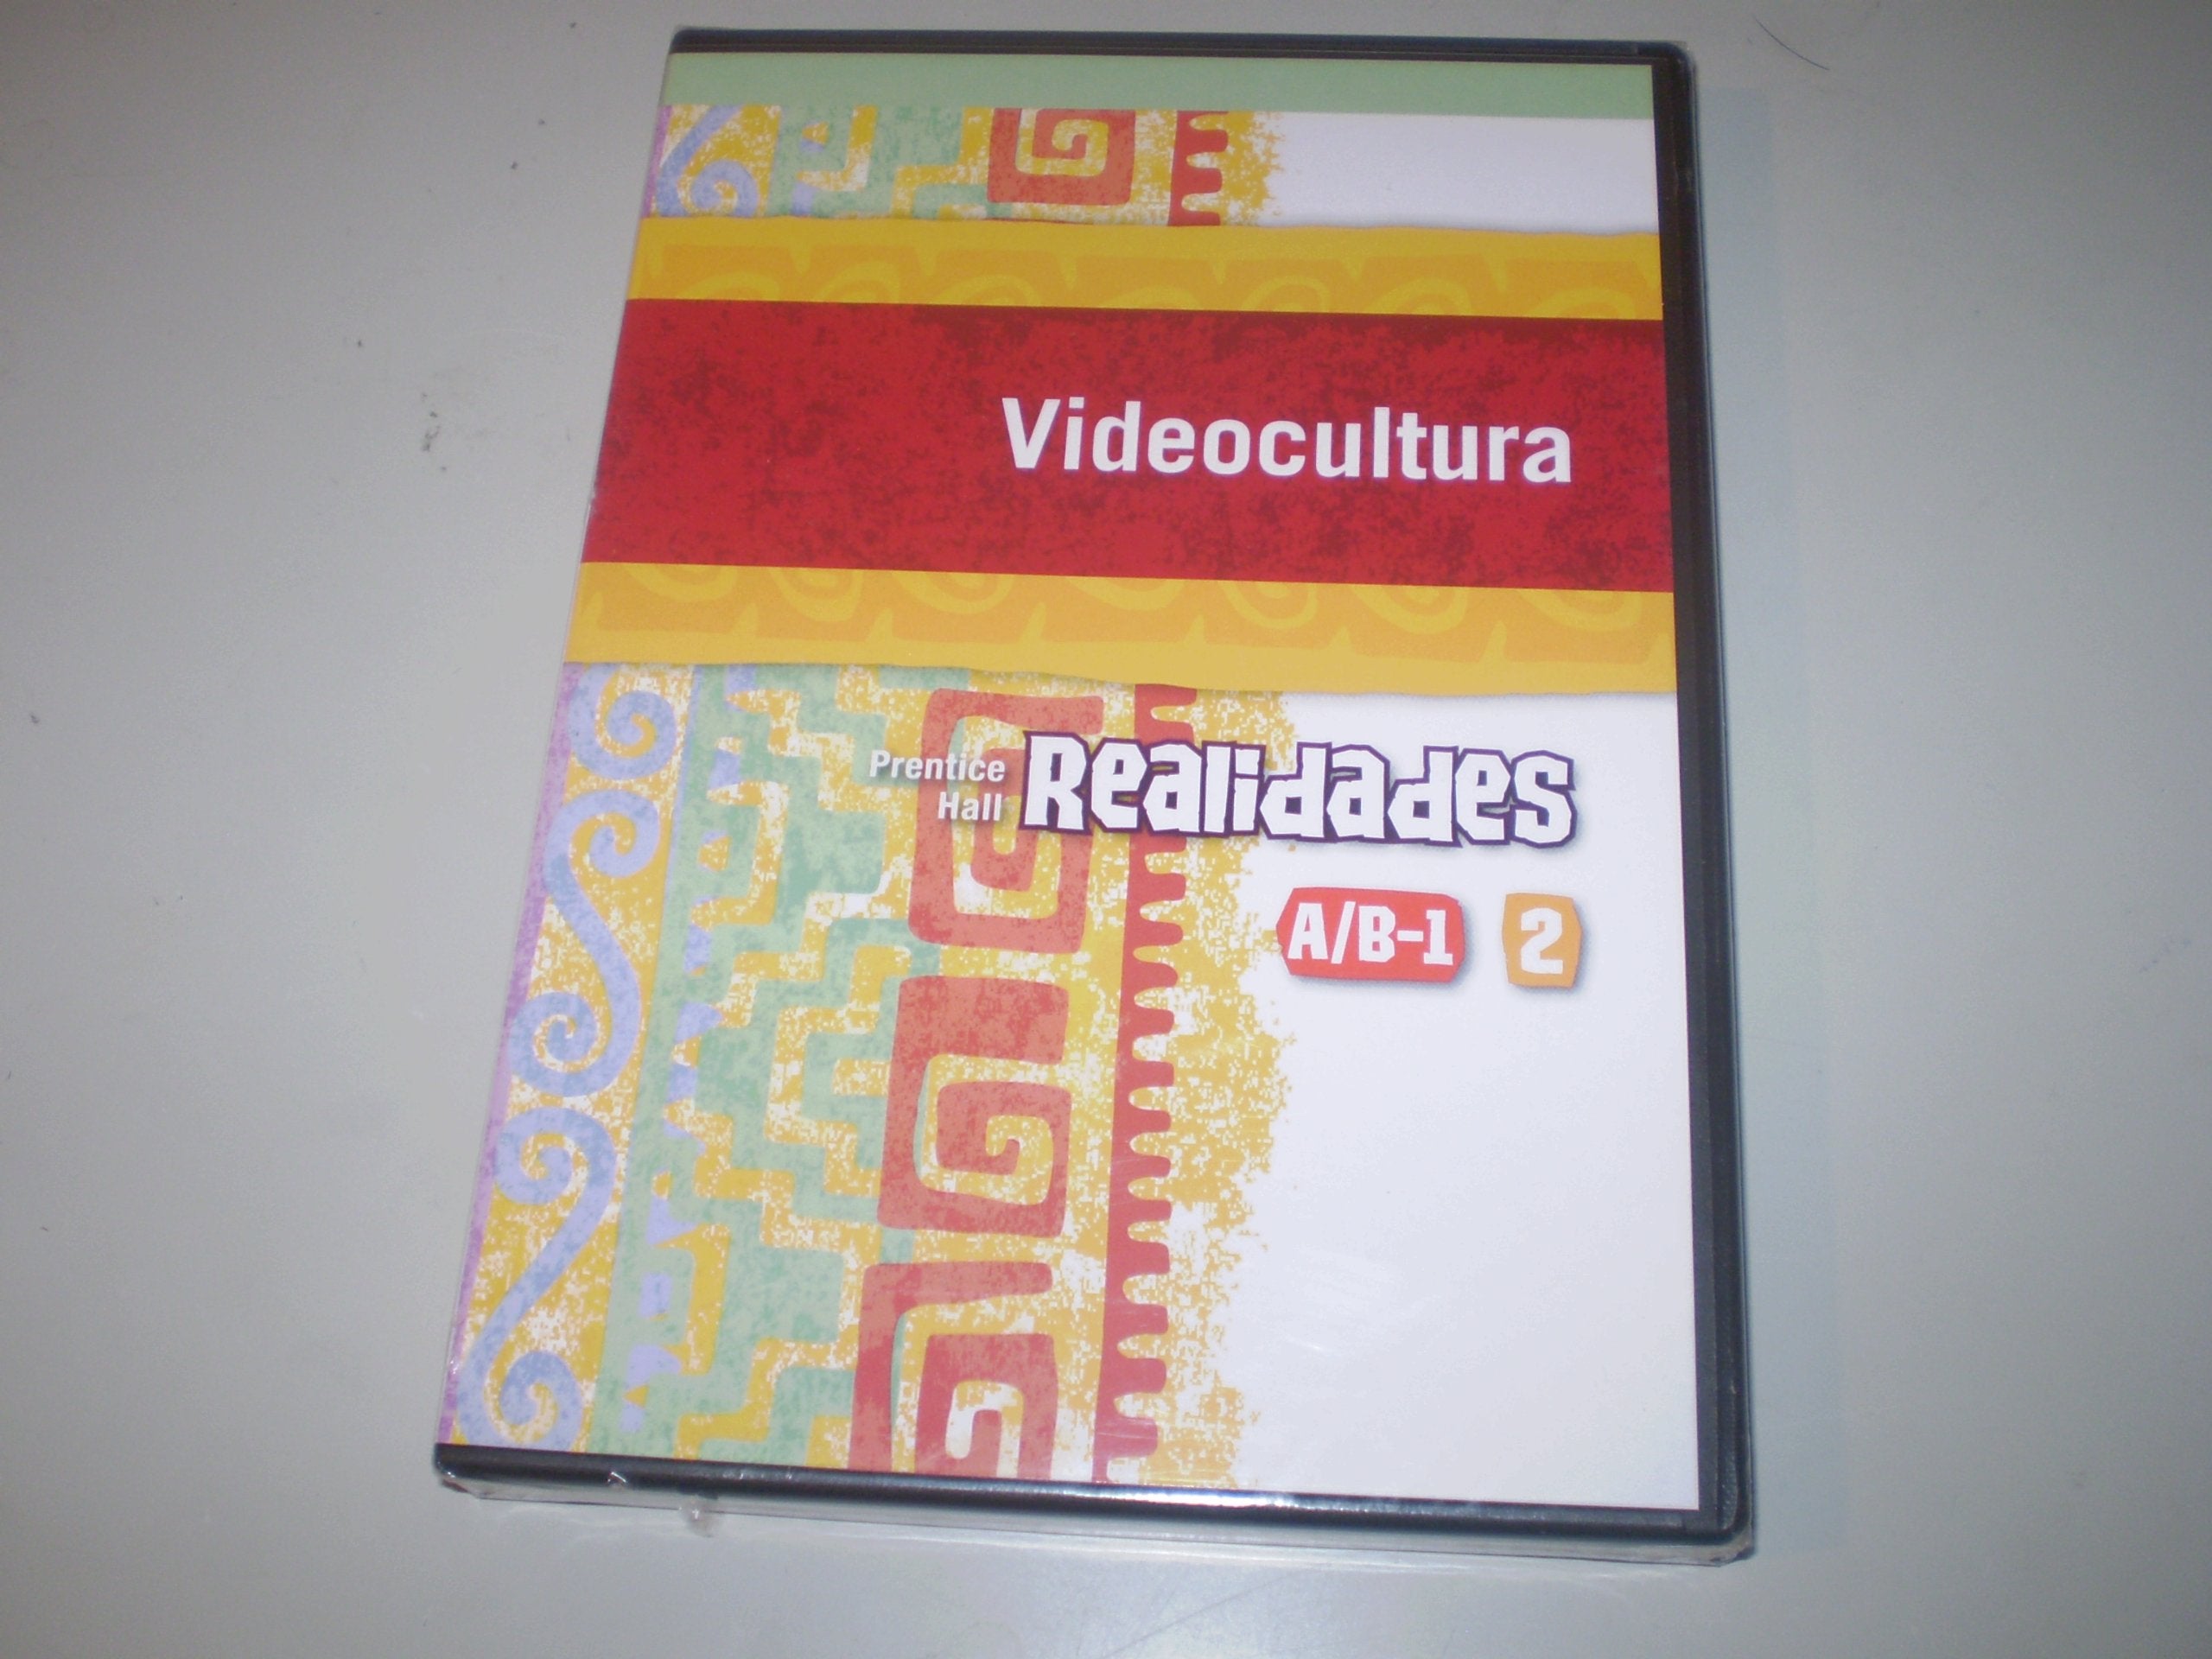 Videocultura
Prentice
Hall
Realidades
A/B-1 2